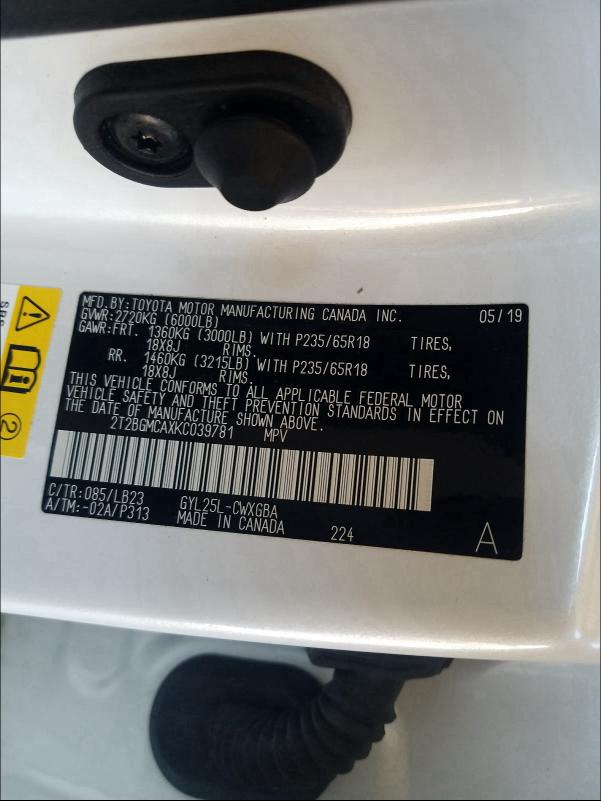 MFD.BY:TOYOTA MOTOR MANUFACTURING CANADA INC. 05/19
GVWR:2720KG (6000LB)
GAWR:FRT. 1360KG (3000LB) WITH P235/65R18 TIRES,
18X8J RIMS.
RR. 1460KG (3215LB) WITH P235/65R18 TIRES,
18X8J RIMS.
THIS VEHICLE CONFORMS TO ALL APPLICABLE FEDERAL MOTOR
VEHICLE SAFETY AND THEFT PREVENTION STANDARDS IN EFFECT ON
THE DATE OF MANUFACTURE SHOWN ABOVE.
2T2BGMCAXKC039781 MPV
C/TR:085/LB23 GYL25L-CWXGBA
A/TM:-02A/P313 MADE IN CANADA 224 A
SRS
2